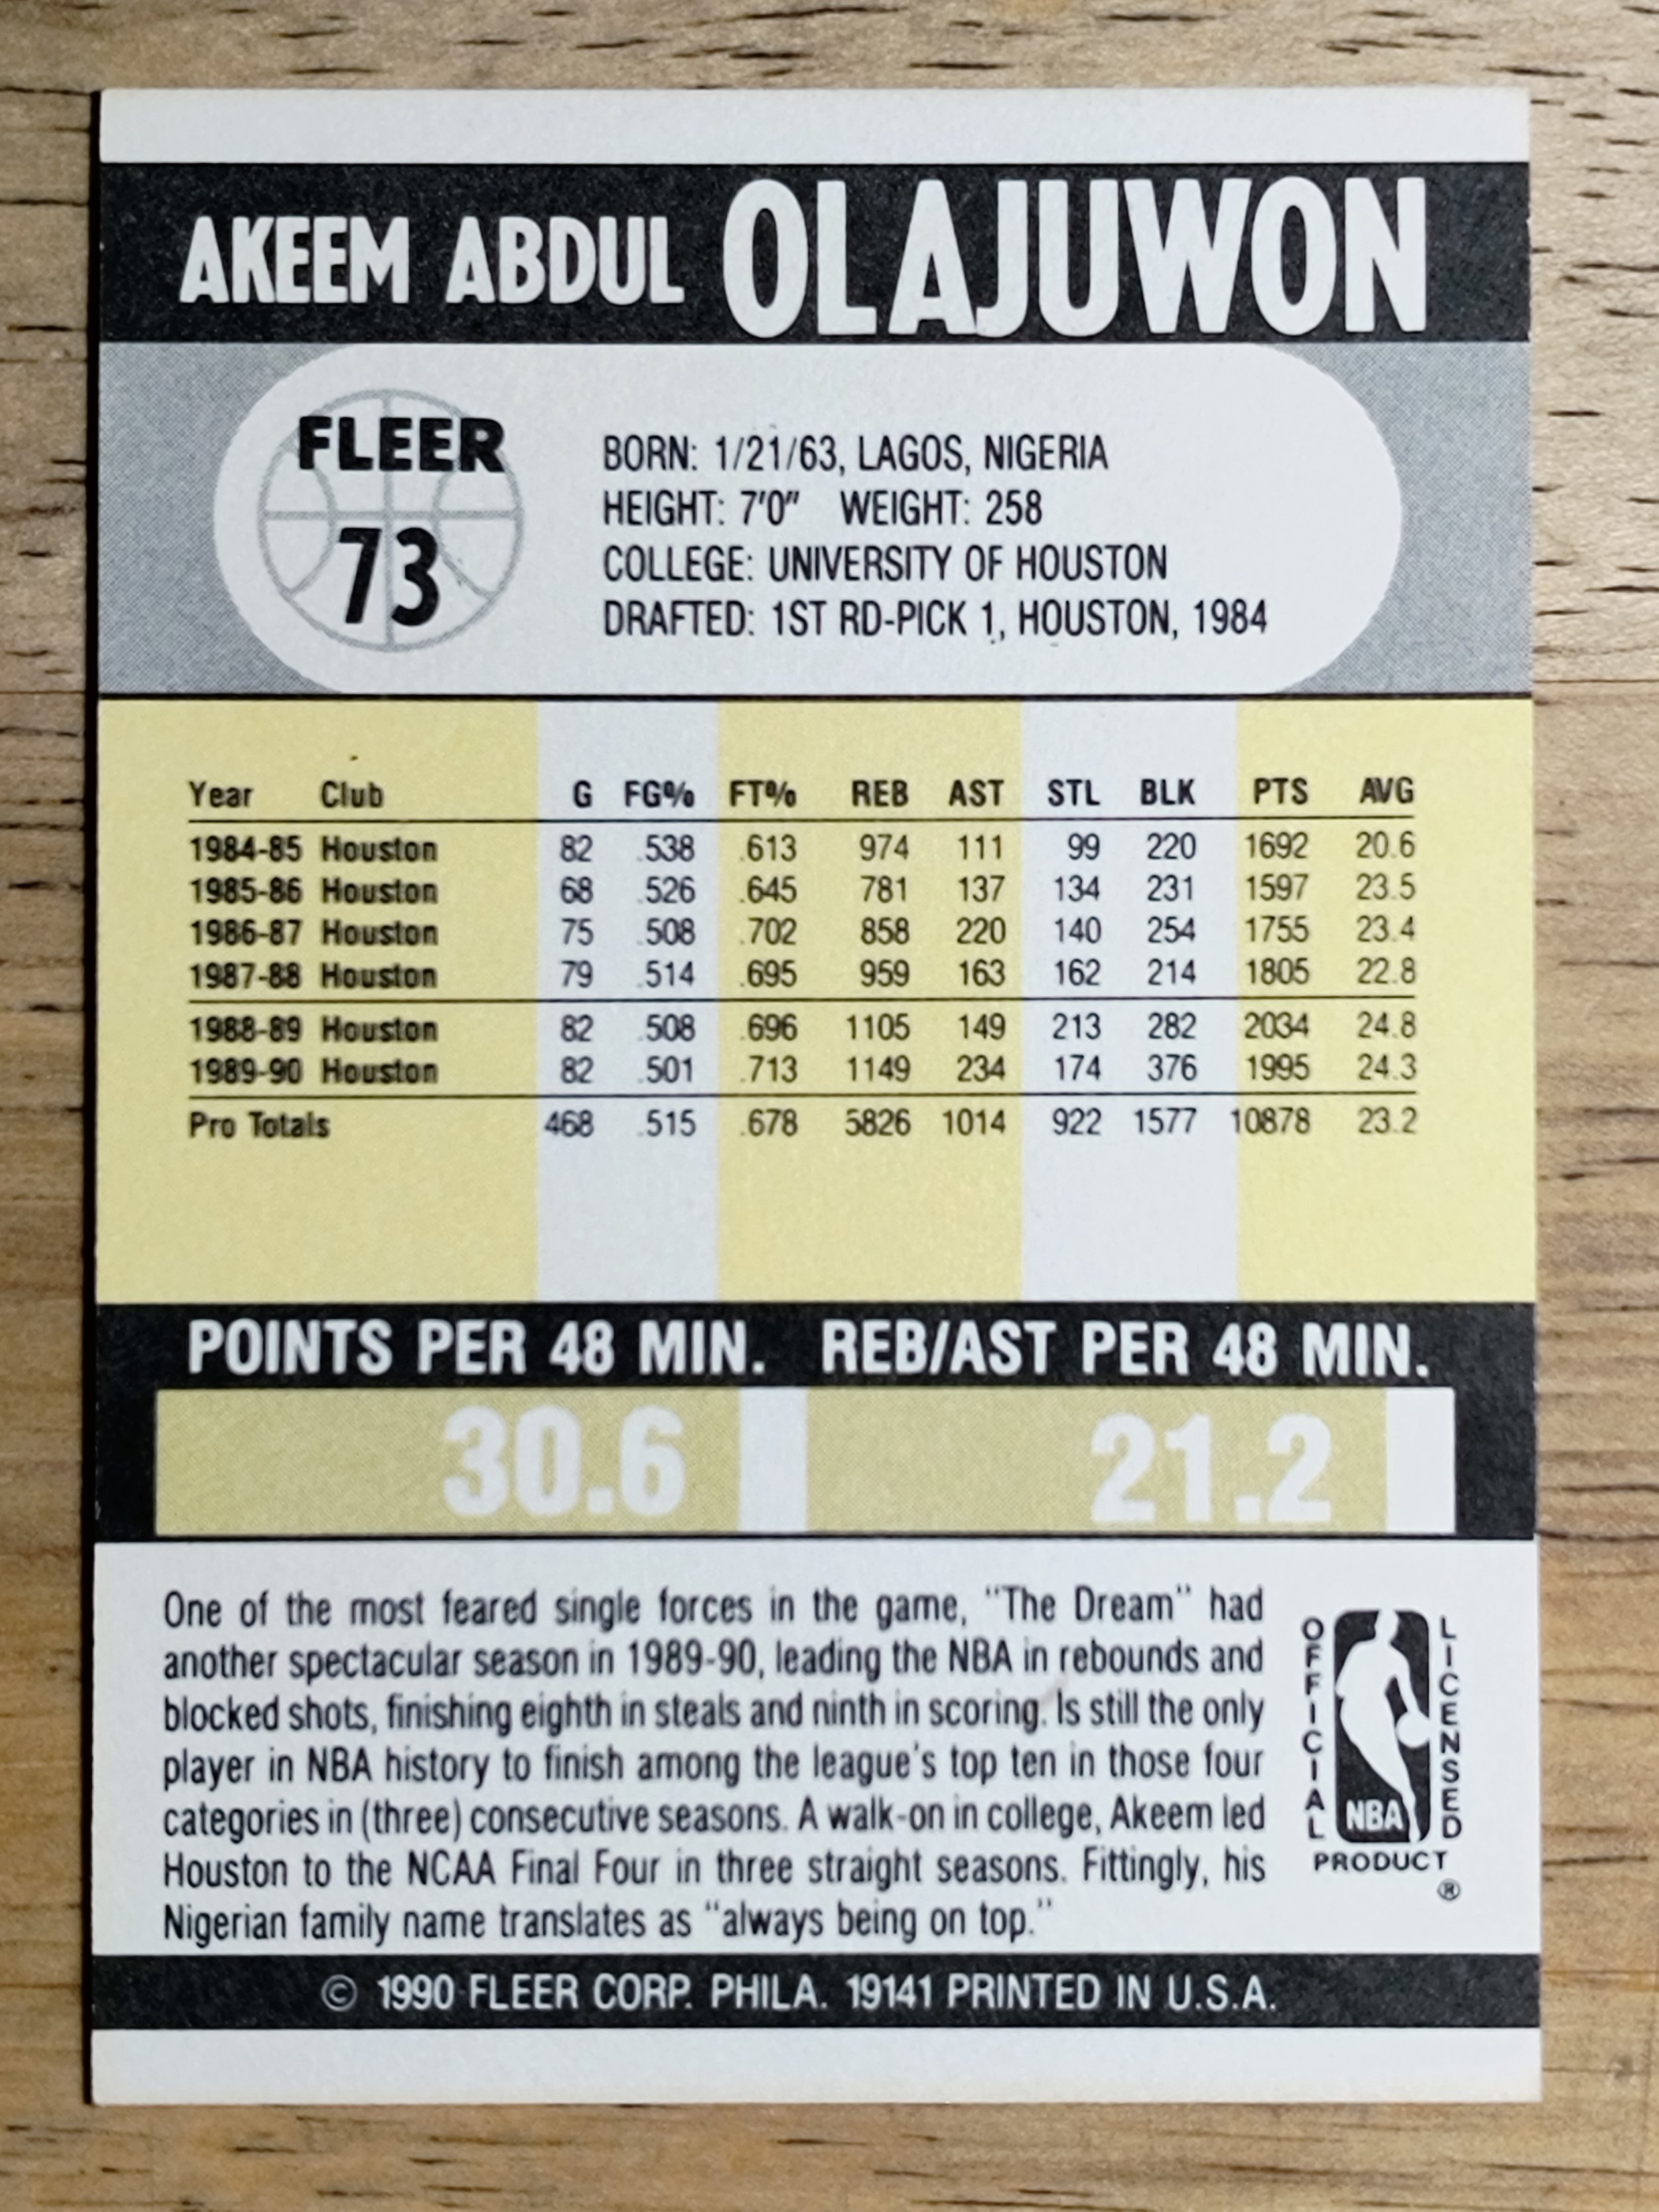 AKEEM ABDUL OLAJUWON
FLEER
73
BORN: 1/21/63, LAGOS, NIGERIA
HEIGHT: 7'0" WEIGHT: 258
COLLEGE: UNIVERSITY OF HOUSTON
DRAFTED: 1ST RD-PICK 1, HOUSTON, 1984
Year Club G FG% FT% REB AST STL BLK PTS AVG
1984-85 Houston 82 .538 .613 974 111 99 220 1692 20.6
1985-86 Houston 68 .526 .645 781 137 134 231 1597 23.5
1986-87 Houston 75 .508 .702 858 220 140 254 1755 23.4
1987-88 Houston 79 .514 .695 959 163 162 214 1805 22.8
1988-89 Houston 82 .508 .696 1105 149 213 282 2034 24.8
1989-90 Houston 82 .501 .713 1149 234 174 376 1995 24.3
Pro Totals 468 .515 .678 5826 1014 922 1577 10878 23.2
POINTS PER 48 MIN. REB/AST PER 48 MIN.
30.6 21.2
One of the most feared single forces in the game, "The Dream" had
another spectacular season in 1989-90, leading the NBA in rebounds and
blocked shots, finishing eighth in steals and ninth in scoring. Is still the only
player in NBA history to finish among the league's top ten in those four
categories in (three) consecutive seasons. A walk-on in college, Akeem led
Houston to the NCAA Final Four in three straight seasons. Fittingly, his
Nigerian family name translates as "always being on top."
OFFICIAL
NBA
LICENSED
PRODUCT
®
© 1990 FLEER CORP. PHILA. 19141 PRINTED IN U.S.A.